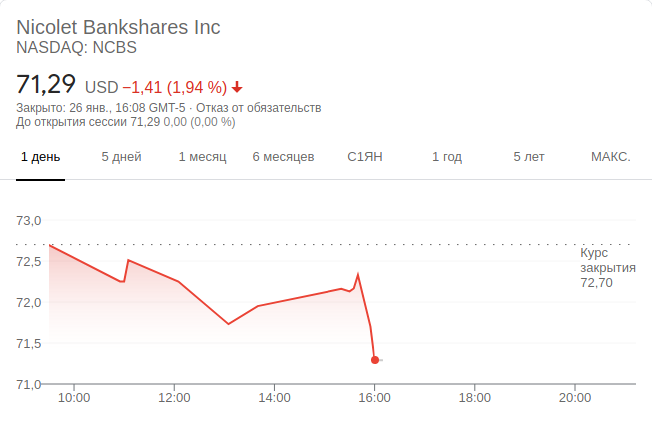 Nicolet Bankshares Inc
NASDAQ: NCBS
71,29 USD −1,41 (1,94 %)
Закрыто: 26 янв., 16:08 GMT-5 · Отказ от обязательств
До открытия сессии 71,29 0,00 (0,00 %)
1 день 5 дней 1 месяц 6 месяцев С1ЯН 1 год 5 лет МАКС.
73,0
Курс
72,5
закрытия
72,70
72,0
71,5
71,0
10:00 12:00 14:00 16:00 18:00 20:00